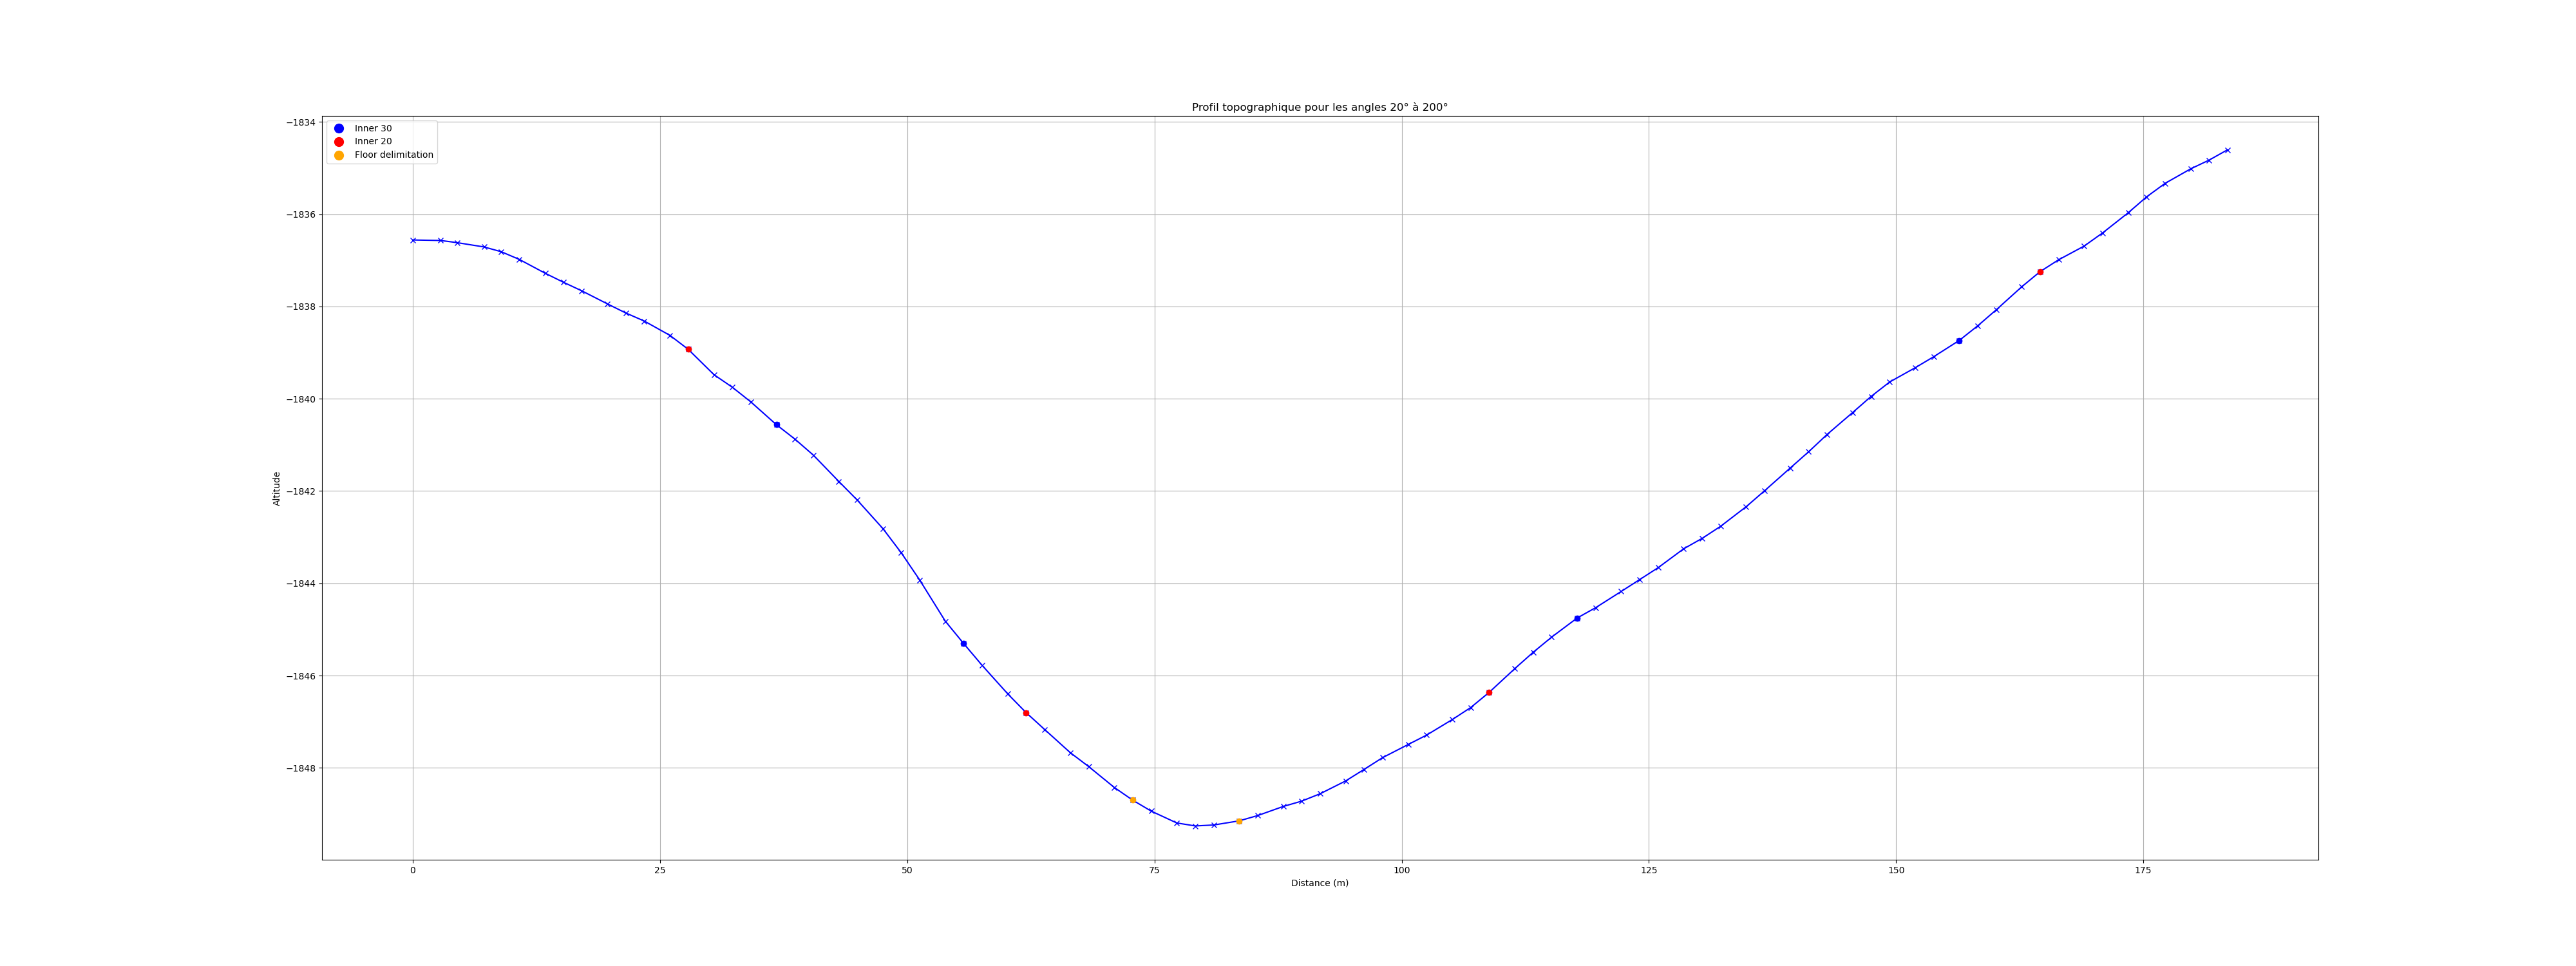 Profil topographique pour les angles 20° à 200°
Inner 30
Inner 20
Floor delimitation
Altitude
−1834
−1836
−1838
−1840
−1842
−1844
−1846
−1848
0 25 50 75 100 125 150 175
Distance (m)